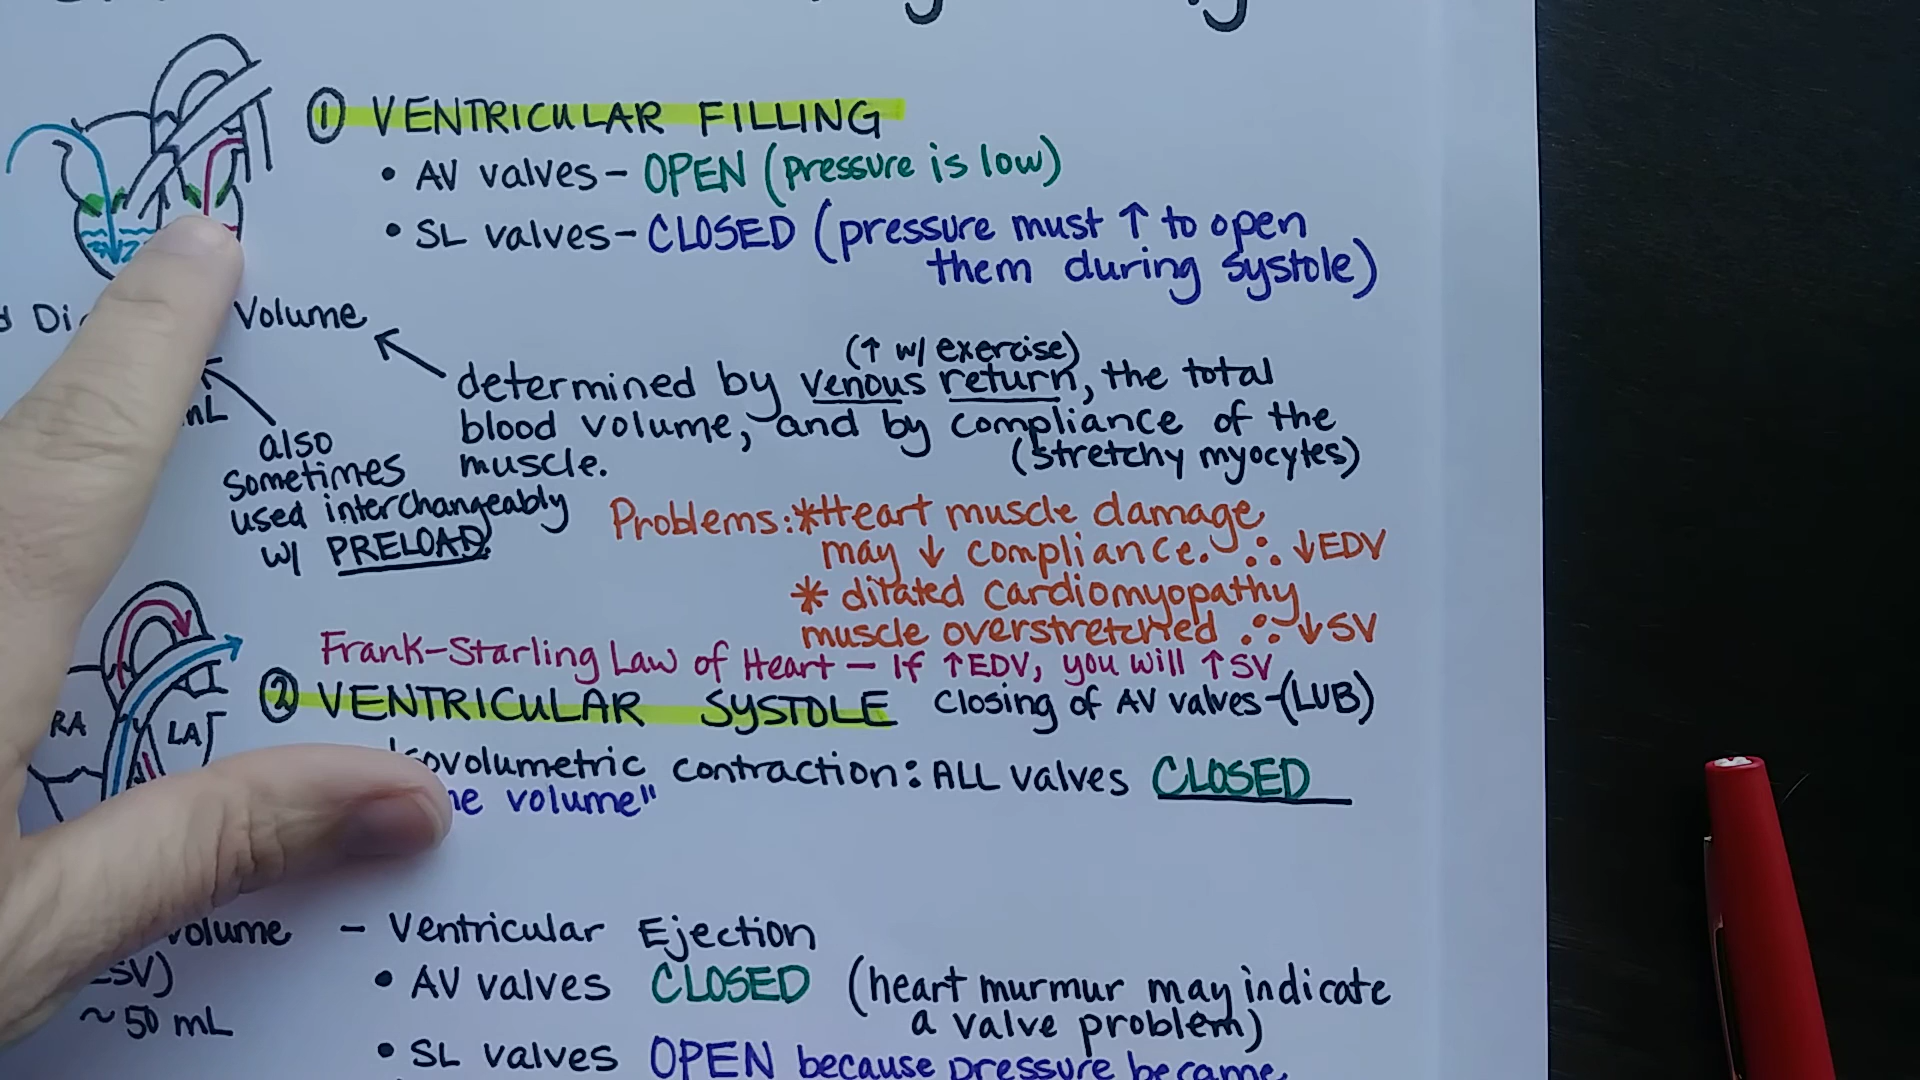 ① VENTRICULAR FILLING
• AV valves – OPEN (pressure is low)
• SL valves – CLOSED (pressure must ↑ to open
them during systole)
Volume
(↑ w/ exercise)
determined by venous return, the total
blood volume, and by compliance of the
muscle. (stretchy myocytes)
mL
also
sometimes
used interchangeably
w/ PRELOAD.
Problems: *Heart muscle damage
may ↓ compliance. ∴ ↓EDV
* dilated cardiomyopathy
muscle overstretched ∴ ↓SV
Frank-Starling Law of Heart – If ↑EDV, you will ↑SV
② VENTRICULAR SYSTOLE Closing of AV valves - (LUB)
RA LA
contraction: ALL valves CLOSED
volume"
volume – Ventricular Ejection
• AV valves CLOSED (heart murmur may indicate
a valve problem)
ESV)
~50 mL
• SL valves OPEN because pressure became